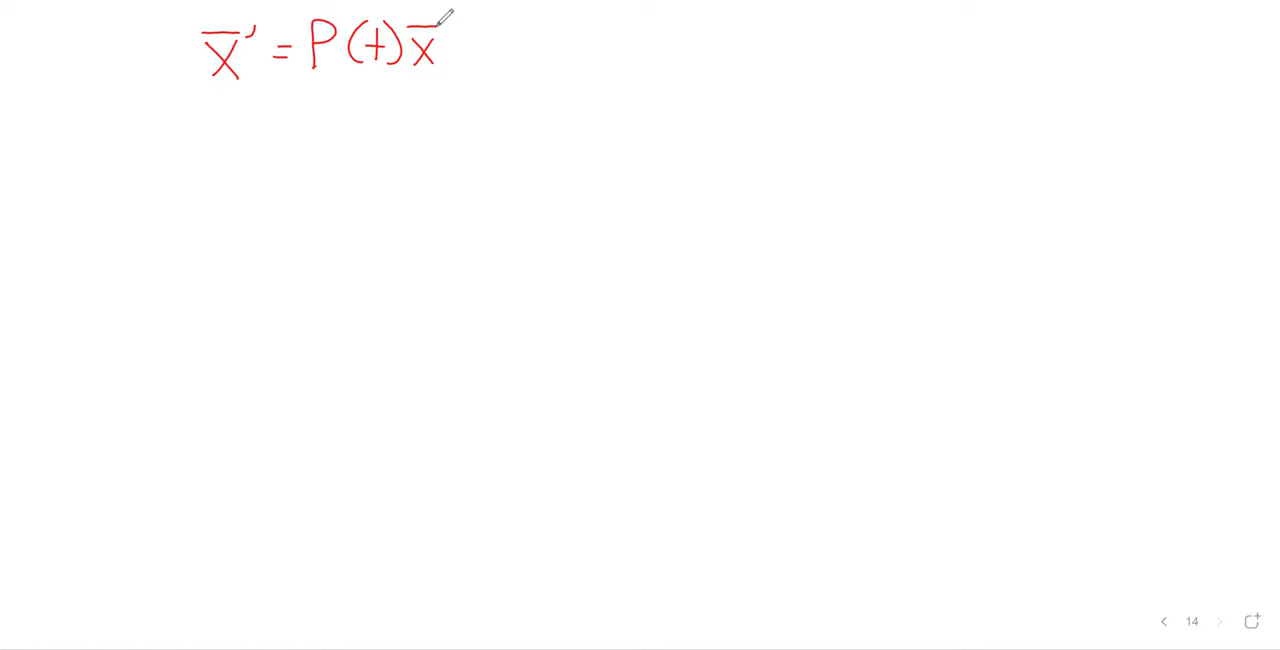 x̅' = P(t)x̅
14